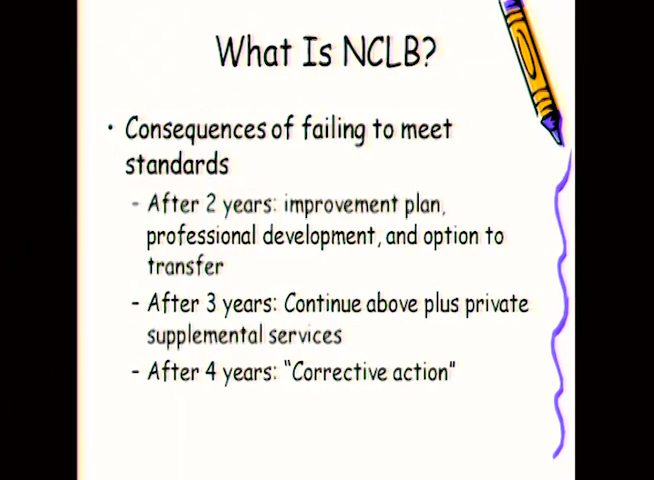 What Is NCLB?
• Consequences of failing to meet
standards
- After 2 years: improvement plan,
professional development, and option to
transfer
- After 3 years: Continue above plus private
supplemental services
- After 4 years: "Corrective action"